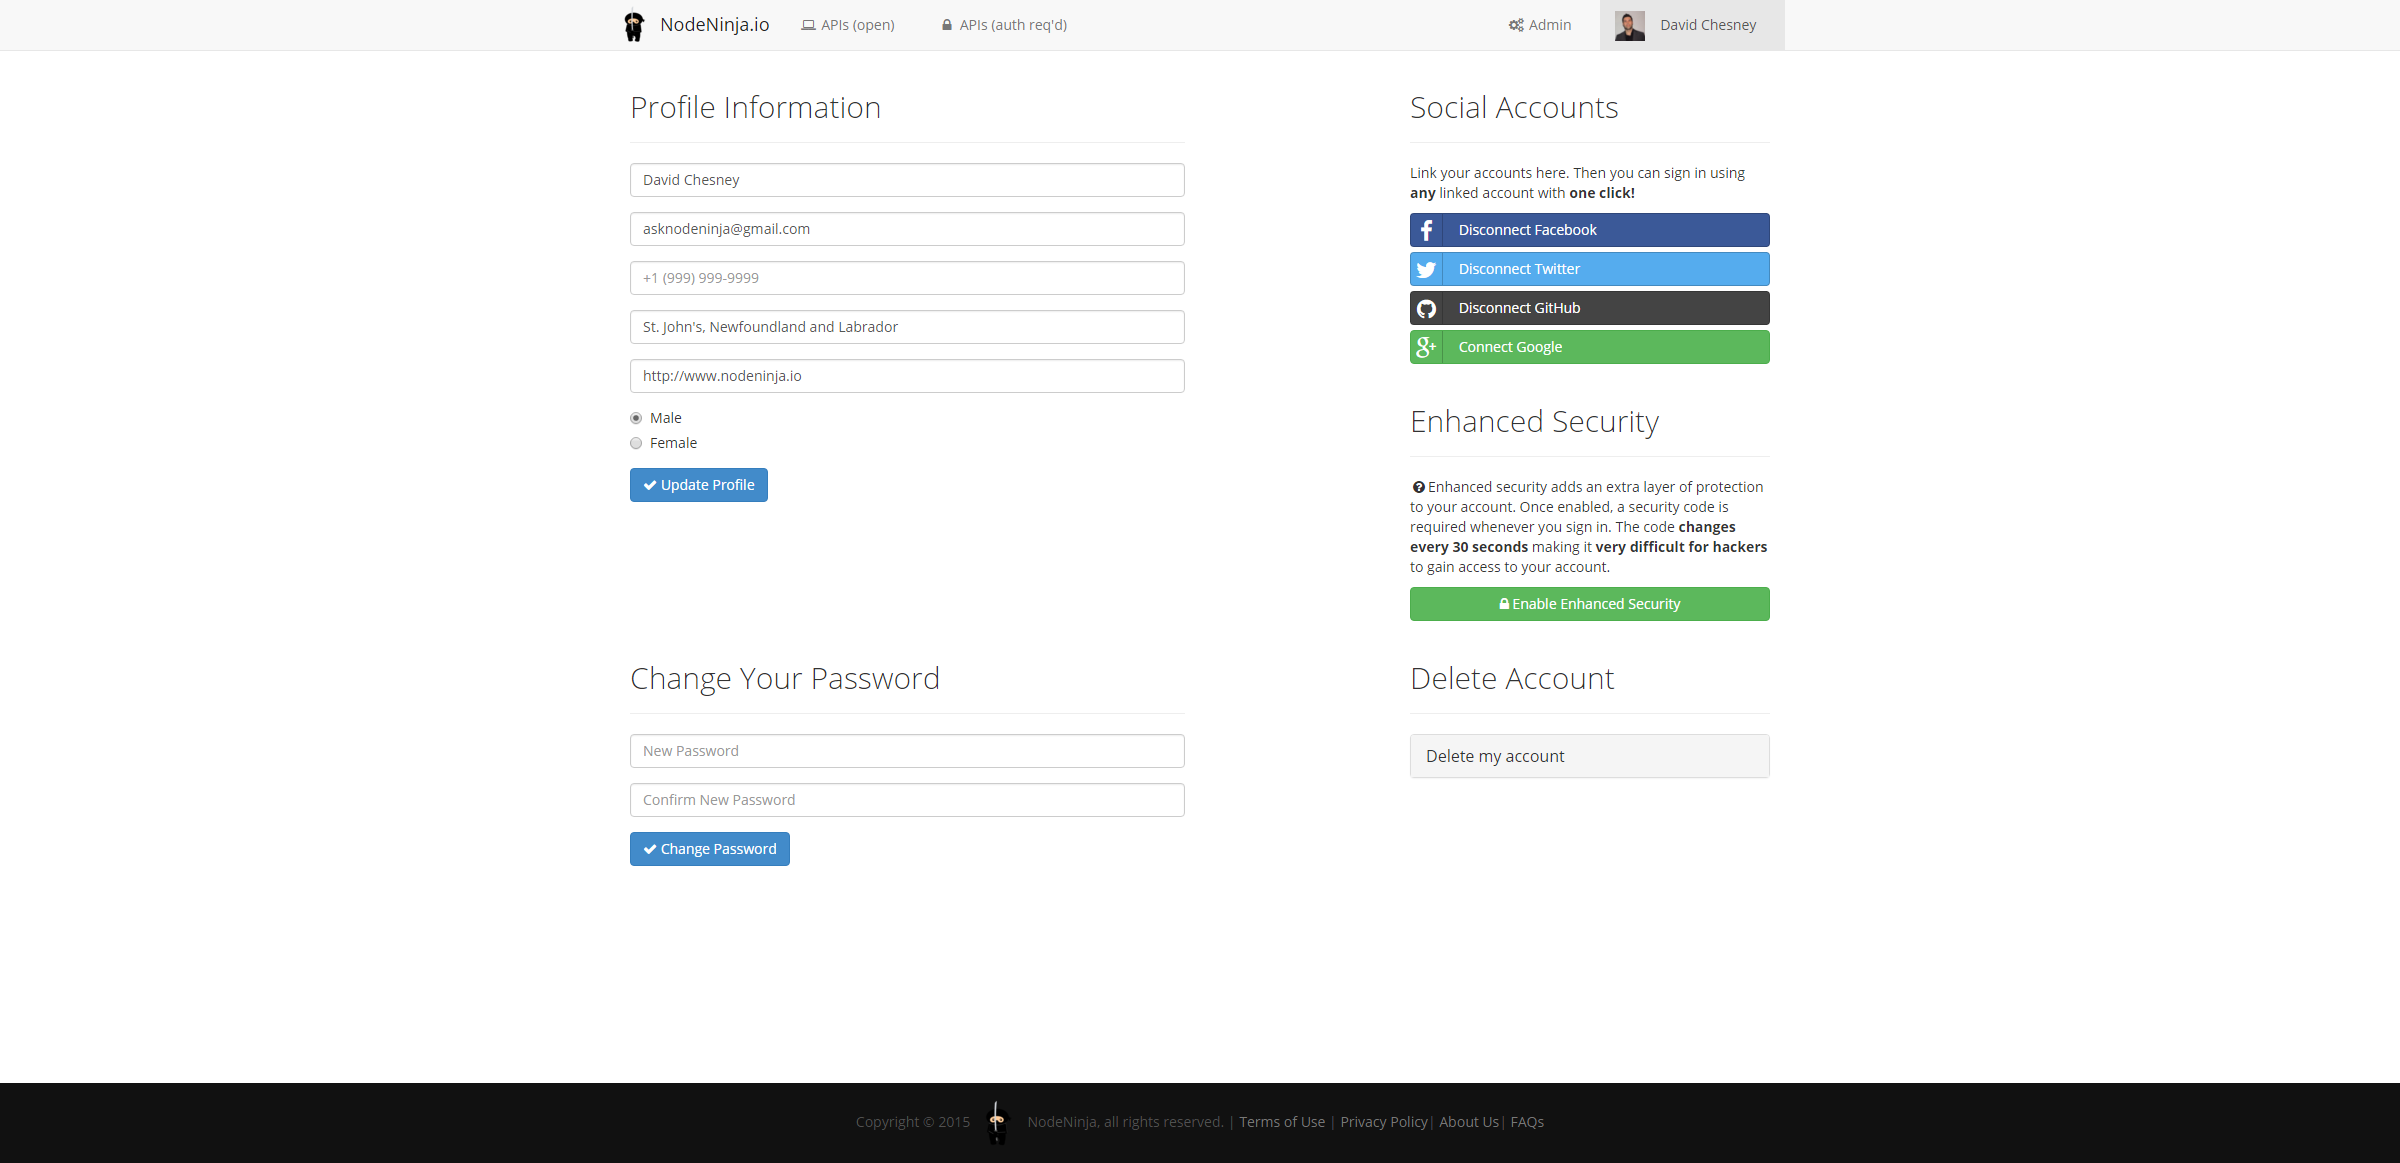 NodeNinja.io
APIs (open)
APIs (auth req'd)
Admin
David Chesney
Profile Information
David Chesney
asknodeninja@gmail.com
+1 (999) 999-9999
St. John's, Newfoundland and Labrador
http://www.nodeninja.io
Male
Female
Update Profile
Social Accounts
Link your accounts here. Then you can sign in using
any linked account with one click!
Disconnect Facebook
Disconnect Twitter
Disconnect GitHub
Connect Google
Enhanced Security
Enhanced security adds an extra layer of protection
to your account. Once enabled, a security code is
required whenever you sign in. The code changes
every 30 seconds making it very difficult for hackers
to gain access to your account.
Enable Enhanced Security
Change Your Password
New Password
Confirm New Password
Change Password
Delete Account
Delete my account
Copyright © 2015 NodeNinja, all rights reserved. | Terms of Use | Privacy Policy| About Us| FAQs